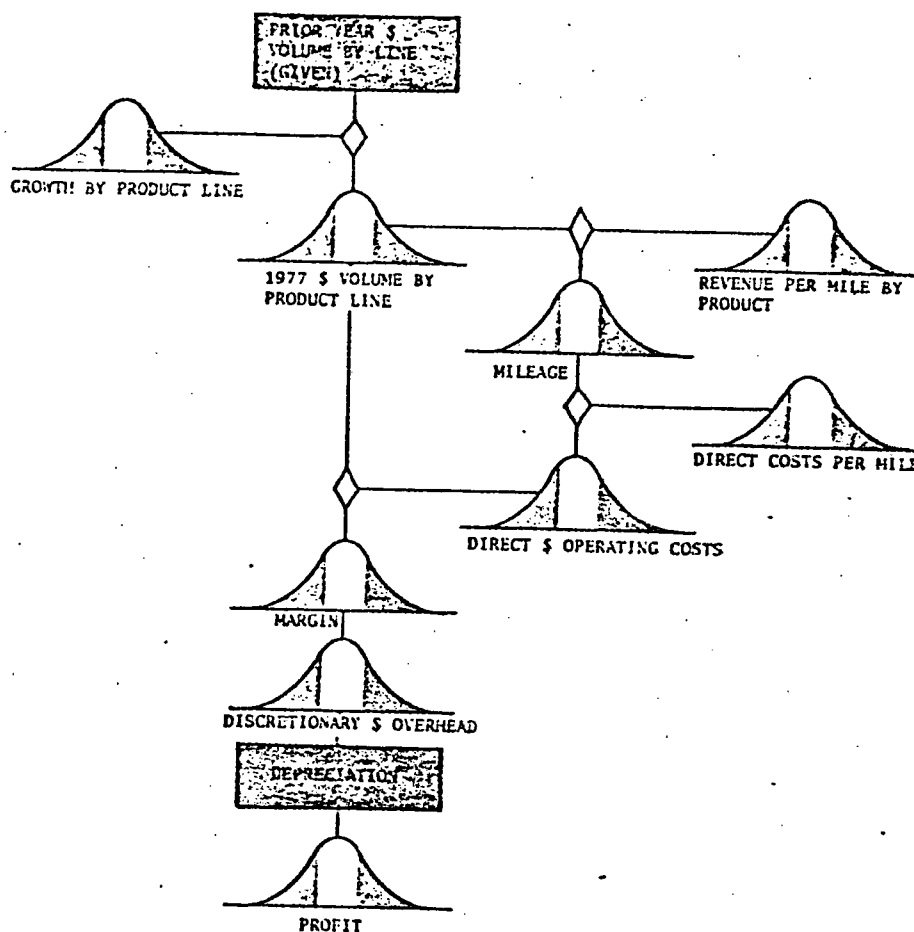 PRIOR YEAR $
VOLUME BY LINE
(GIVEN)
GROWTH BY PRODUCT LINE
1977 $ VOLUME BY
PRODUCT LINE
REVENUE PER MILE BY
PRODUCT
MILEAGE
DIRECT COSTS PER MILE
DIRECT $ OPERATING COSTS
MARGIN
DISCRETIONARY $ OVERHEAD
DEPRECIATION
PROFIT